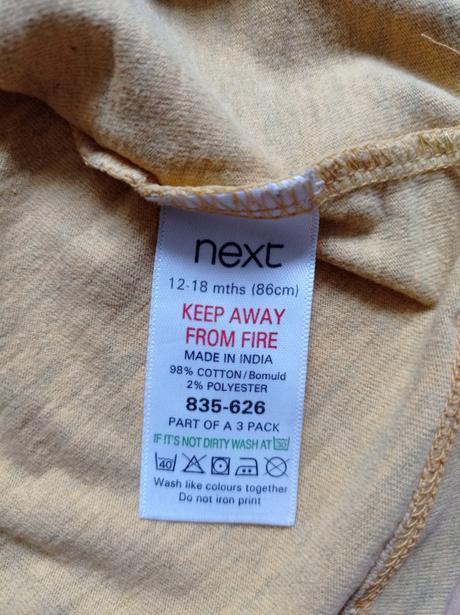 next
12-18 mths (86cm)
KEEP AWAY
FROM FIRE
MADE IN INDIA
98% COTTON/Bomuld
2% POLYESTER
835-626
PART OF A 3 PACK
IF IT'S NOT DIRTY WASH AT 30
40
Wash like colours together
Do not iron print